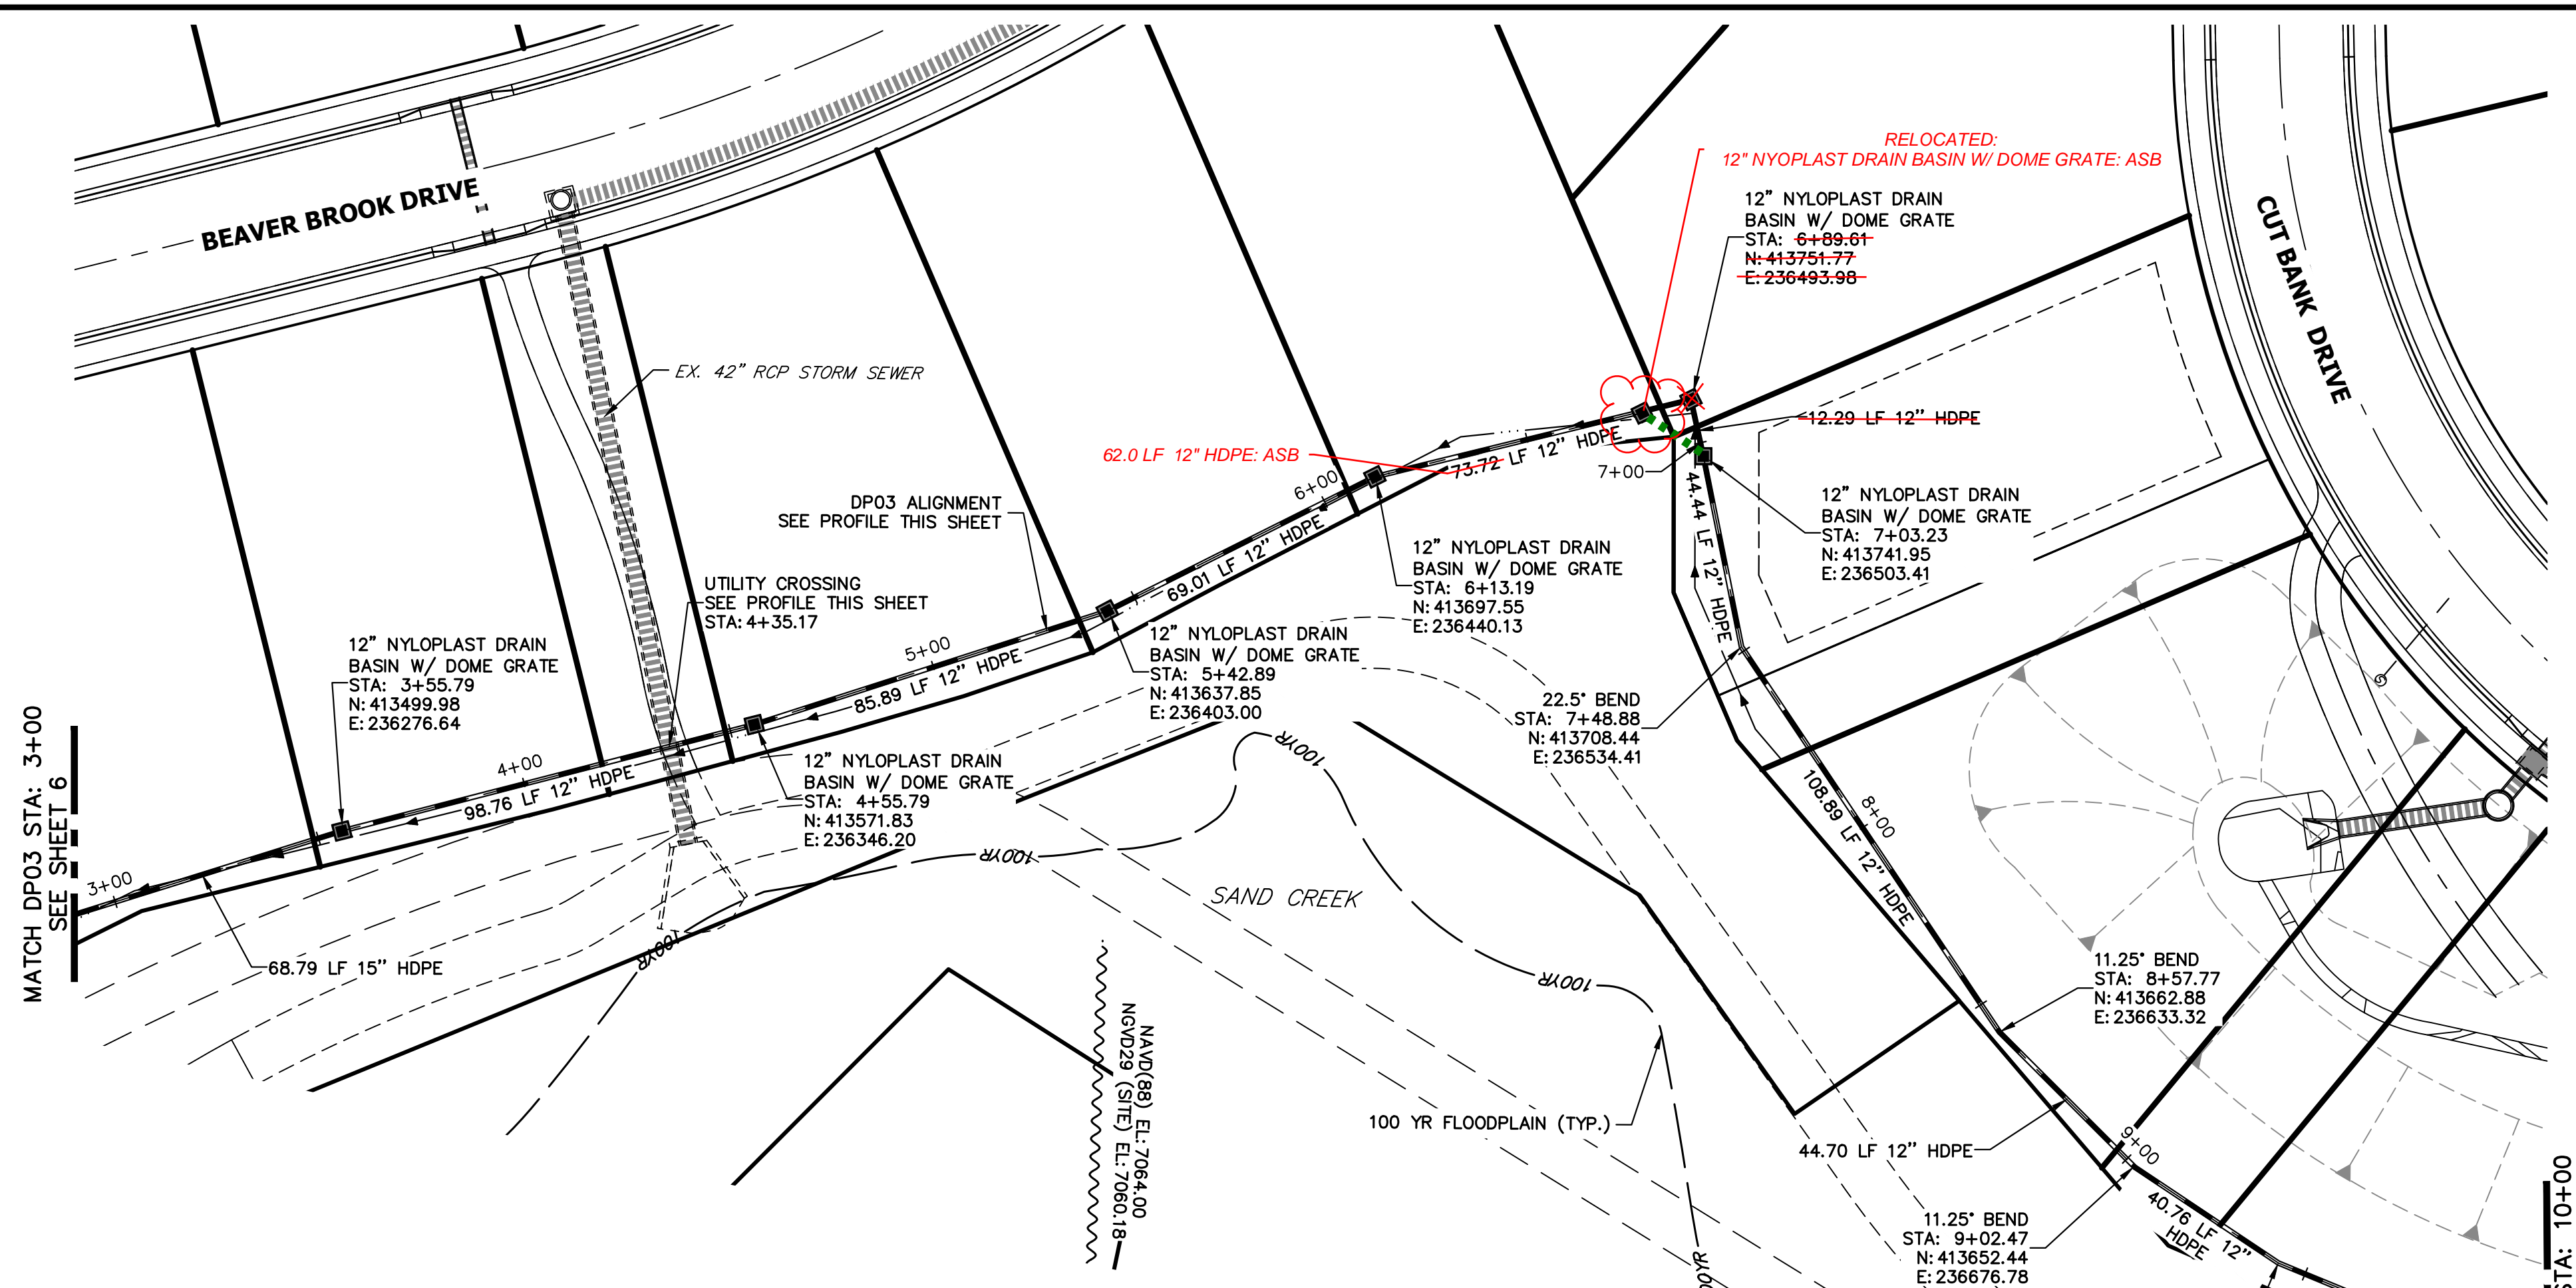 RELOCATED:
12" NYOPLAST DRAIN BASIN W/ DOME GRATE: ASB
12” NYLOPLAST DRAIN
BASIN W/ DOME GRATE
STA: 6+89.61
N: 413751.77
E: 236493.98
BEAVER BROOK DRIVE
CUT BANK DRIVE
EX. 42” RCP STORM SEWER
12.29 LF 12” HDPE
62.0 LF 12" HDPE: ASB
73.72 LF 12” HDPE
7+00
6+00
44.44 LF 12” HDPE
DP03 ALIGNMENT
SEE PROFILE THIS SHEET
12” NYLOPLAST DRAIN
BASIN W/ DOME GRATE
STA: 7+03.23
N: 413741.95
E: 236503.41
69.01 LF 12” HDPE
12” NYLOPLAST DRAIN
BASIN W/ DOME GRATE
STA: 6+13.19
N: 413697.55
E: 236440.13
UTILITY CROSSING
SEE PROFILE THIS SHEET
STA: 4+35.17
12” NYLOPLAST DRAIN
BASIN W/ DOME GRATE
STA: 5+42.89
N: 413637.85
E: 236403.00
12” NYLOPLAST DRAIN
BASIN W/ DOME GRATE
STA: 3+55.79
N: 413499.98
E: 236276.64
5+00
85.89 LF 12” HDPE
22.5° BEND
STA: 7+48.88
N: 413708.44
E: 236534.41
S
MATCH DP03 STA: 3+00
SEE SHEET 6
4+00
98.76 LF 12” HDPE
12” NYLOPLAST DRAIN
BASIN W/ DOME GRATE
STA: 4+55.79
N: 413571.83
E: 236346.20
100YR
100YR
100YR
100YR
SAND CREEK
8+00
108.89 LF 12” HDPE
3+00
68.79 LF 15” HDPE
11.25° BEND
STA: 8+57.77
N: 413662.88
E: 236633.32
NAVD(88) EL: 7064.00
NGVD29 (SITE) EL: 7060.18
100 YR FLOODPLAIN (TYP.)
44.70 LF 12” HDPE
9+00
40.76 LF 12”
HDPE
11.25° BEND
STA: 9+02.47
N: 413652.44
E: 236676.78
STA: 10+00